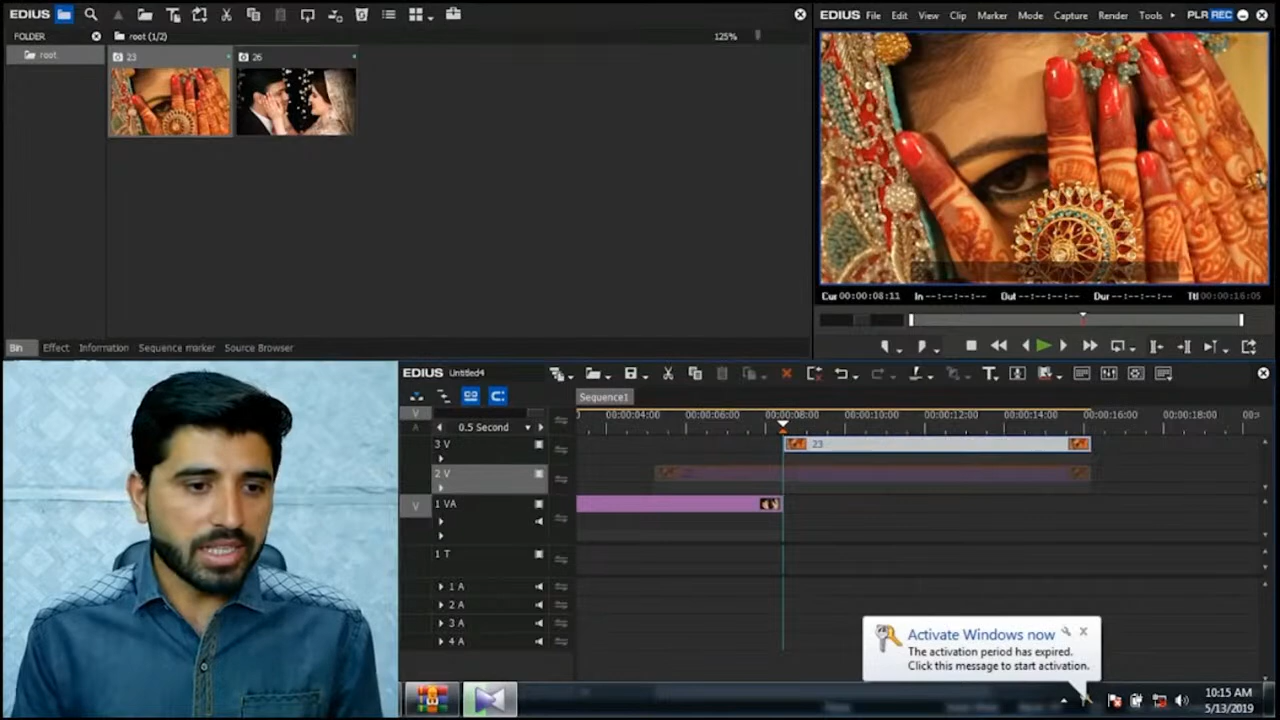 EDIUS
FOLDER
root (1/2)
125%
root
23
26
Bin Effect Information Sequence marker Source Browser
EDIUS File Edit View Clip Marker Mode Capture Render Tools PLR REC
Cur 00:00:08:11 In --:--:--:-- Out --:--:--:-- Dur --:--:--:-- Ttl 00:00:16:05
EDIUS Untitled4
Sequence1
V
A
0.5 Second
00:00:04:00 00:00:06:00 00:00:08:00 00:00:10:00 00:00:12:00 00:00:14:00 00:00:16:00 00:00:18:00
3 V
23
2 V
V
1 VA
1 T
1 A
2 A
3 A
4 A
Activate Windows now
The activation period has expired.
Click this message to start activation.
10:15 AM
5/13/2019